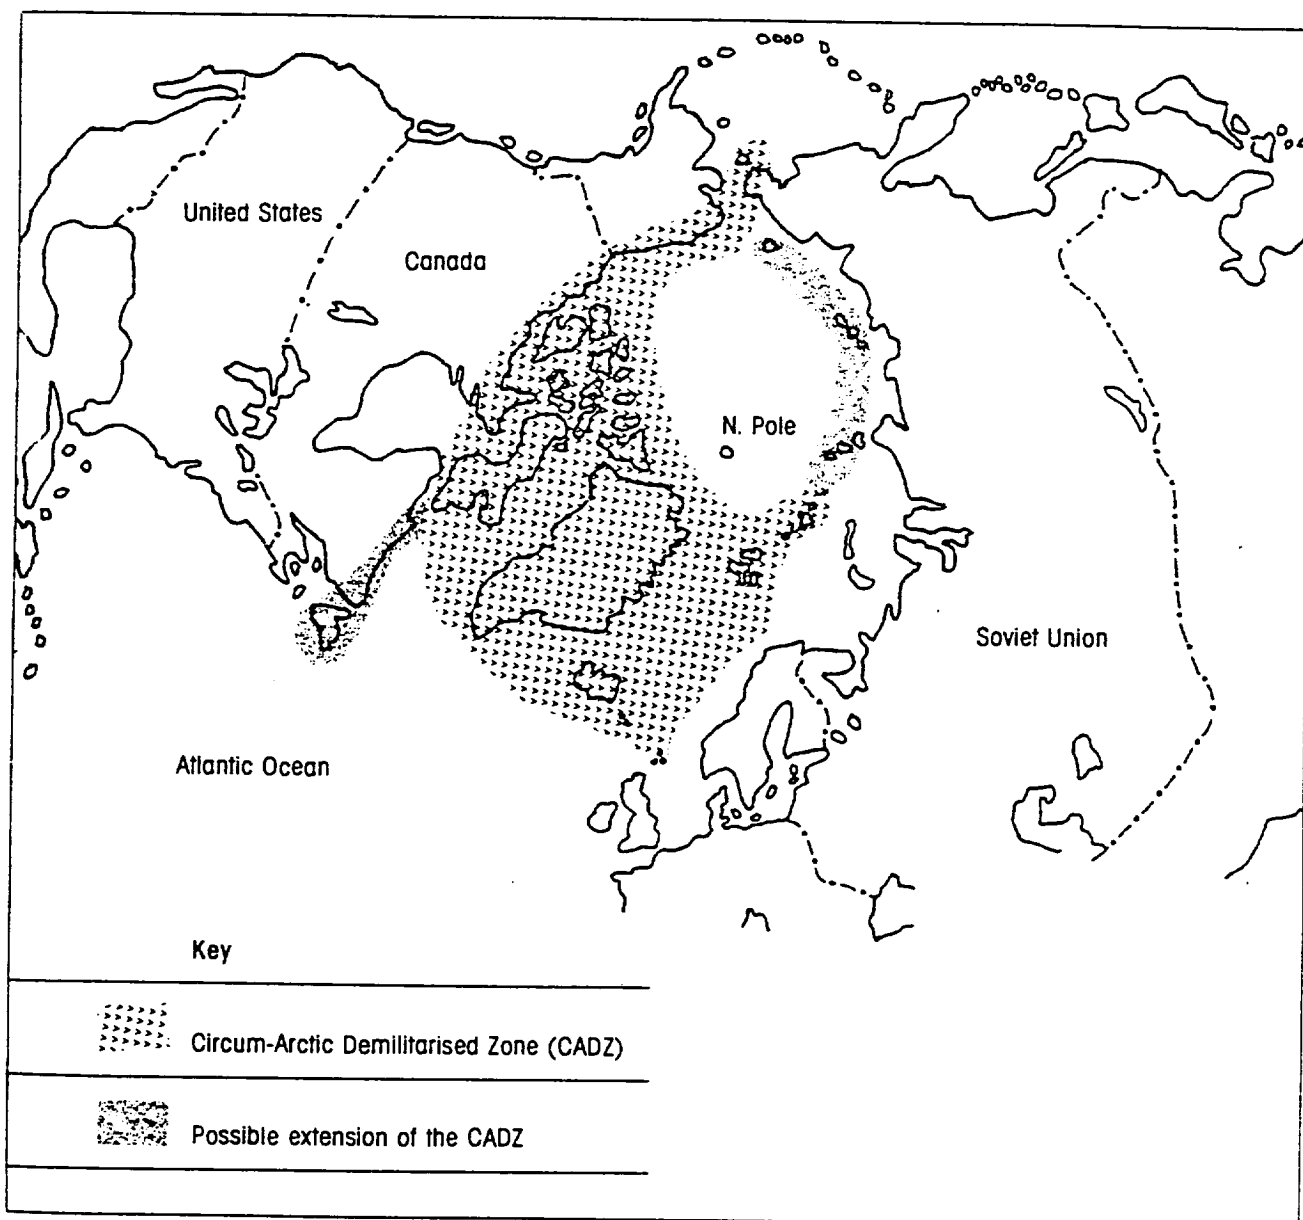 United States
Canada
N. Pole
Soviet Union
Atlantic Ocean
Key
Circum-Arctic Demilitarised Zone (CADZ)
Possible extension of the CADZ